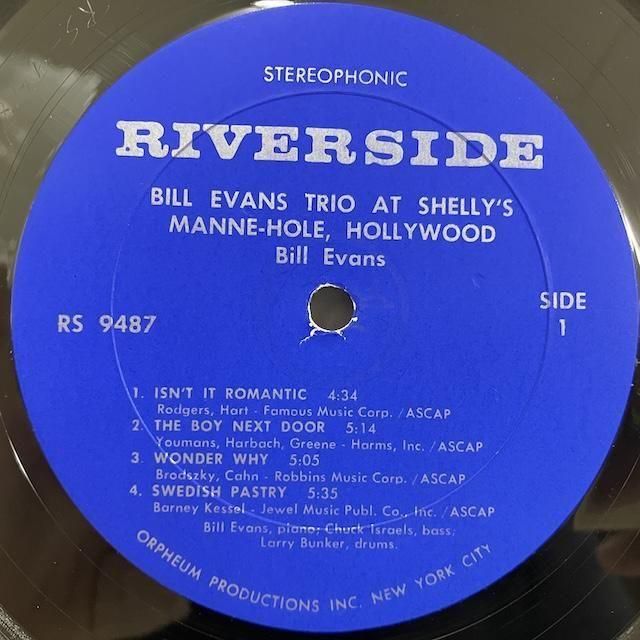 STEREOPHONIC
RIVERSIDE
BILL EVANS TRIO AT SHELLY'S
MANNE-HOLE, HOLLYWOOD
Bill Evans
RS 9487
SIDE
1
1. ISN'T IT ROMANTIC 4:34
Rodgers, Hart - Famous Music Corp. /ASCAP
2. THE BOY NEXT DOOR 5:14
Youmans, Harbach, Greene - Harms, Inc. /ASCAP
3. WONDER WHY 5:05
Brodszky, Cahn - Robbins Music Corp. /ASCAP
4. SWEDISH PASTRY 5:35
Barney Kessel - Jewel Music Publ. Co., Inc. /ASCAP
Bill Evans, piano; Chuck Israels, bass;
Larry Bunker, drums.
ORPHEUM PRODUCTIONS INC. NEW YORK CITY